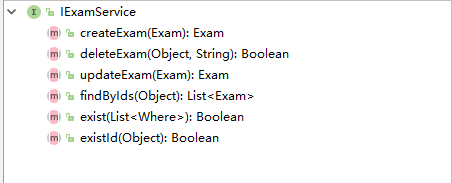 IExamService
createExam(Exam): Exam
deleteExam(Object, String): Boolean
updateExam(Exam): Exam
findByIds(Object): List<Exam>
exist(List<Where>): Boolean
existId(Object): Boolean